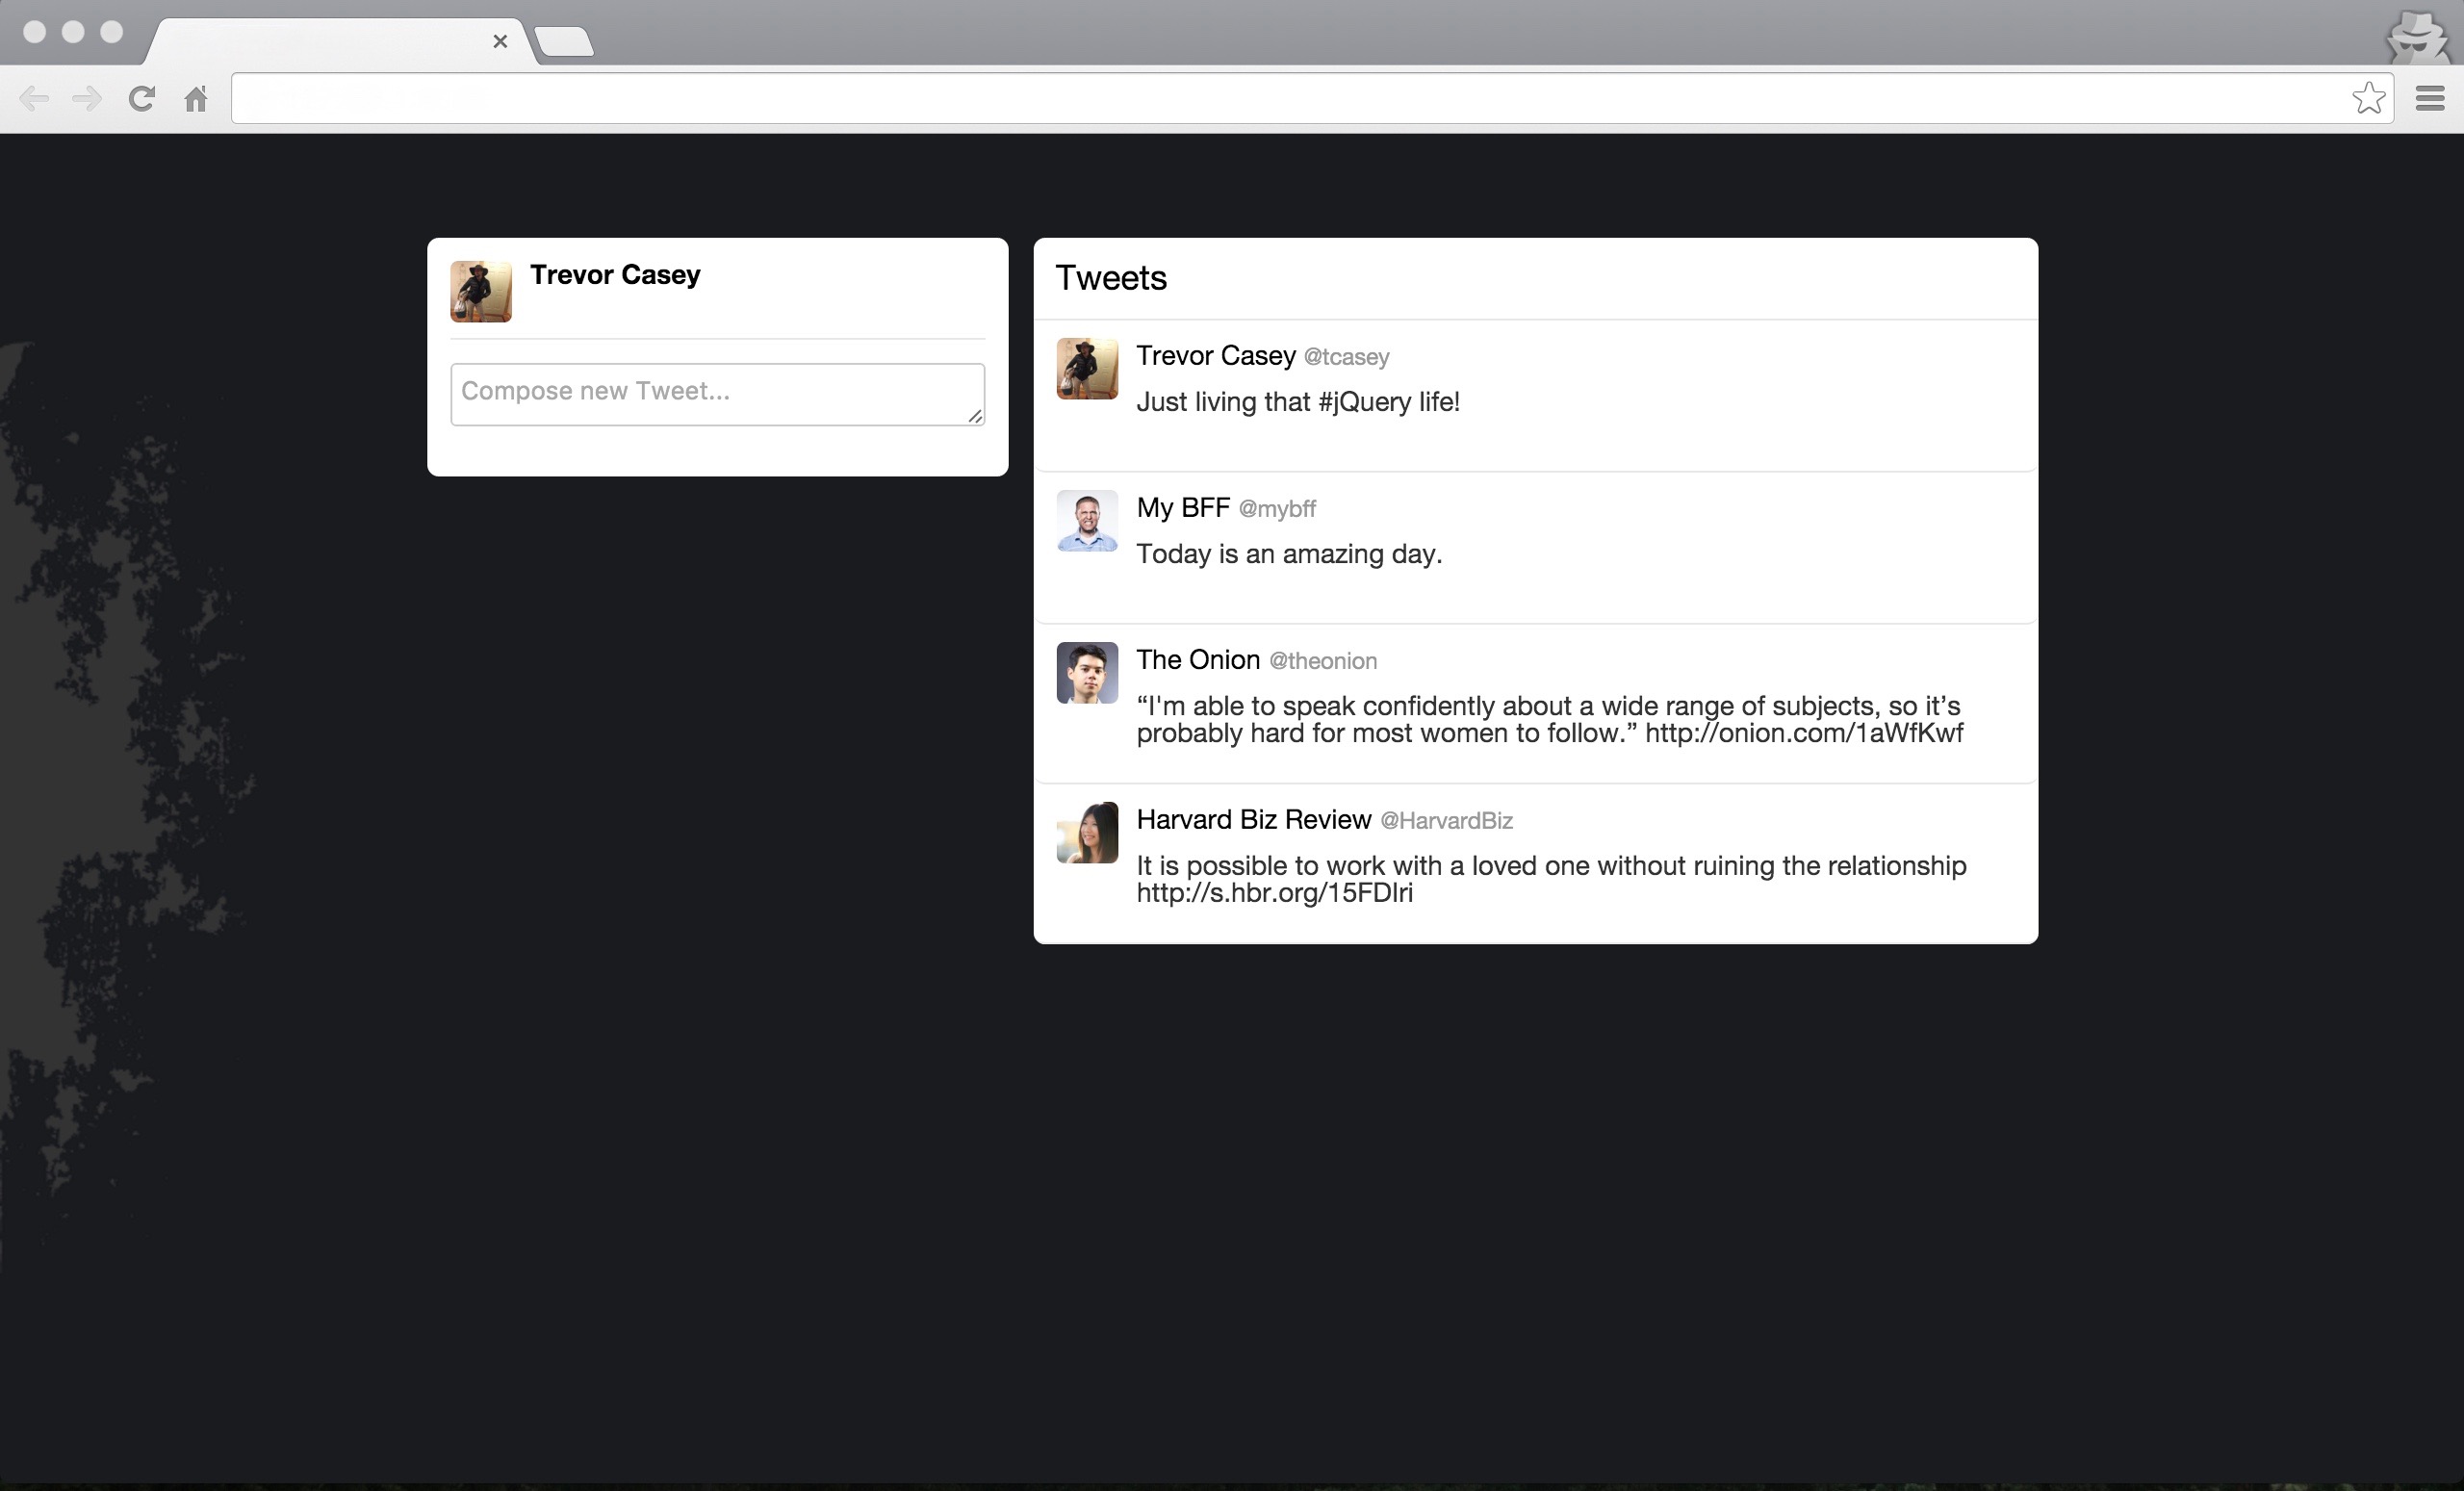 Trevor Casey
Compose new Tweet...
Tweets
Trevor Casey @tcasey
Just living that #jQuery life!
My BFF @mybff
Today is an amazing day.
The Onion @theonion
“I'm able to speak confidently about a wide range of subjects, so it’s
probably hard for most women to follow.” http://onion.com/1aWfKwf
Harvard Biz Review @HarvardBiz
It is possible to work with a loved one without ruining the relationship
http://s.hbr.org/15FDlri